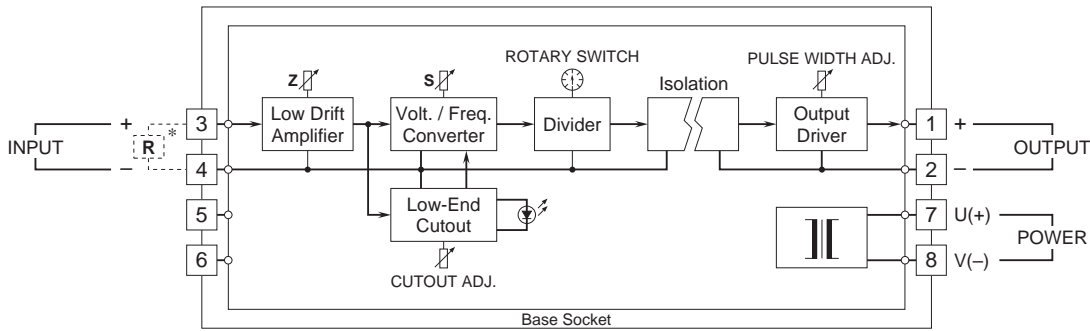 ROTARY SWITCH
PULSE WIDTH ADJ.
Z
S
Isolation
INPUT
+
–
3
4
5
6
R
*
Low Drift
Amplifier
Volt. / Freq.
Converter
Divider
Output
Driver
Low-End
Cutout
CUTOUT ADJ.
1
+
2
–
OUTPUT
7
U(+)
8
V(–)
POWER
Base Socket